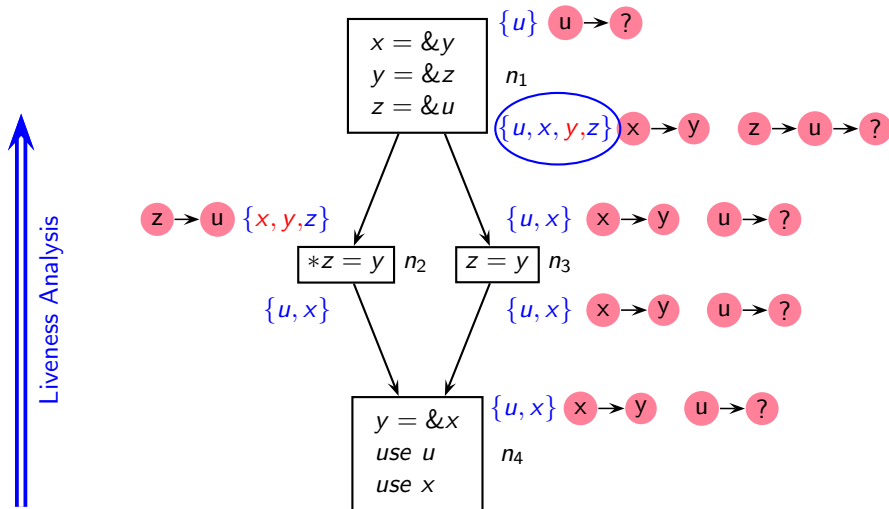 {u} u → ?
x = &y
y = &z
z = &u
n₁
{u, x, y,z} x → y z → u → ?
z → u {x, y,z}
{u, x} x → y u → ?
*z = y n₂
z = y n₃
{u, x}
{u, x} x → y u → ?
{u, x} x → y u → ?
y = &x
use u
use x
n₄
Liveness Analysis